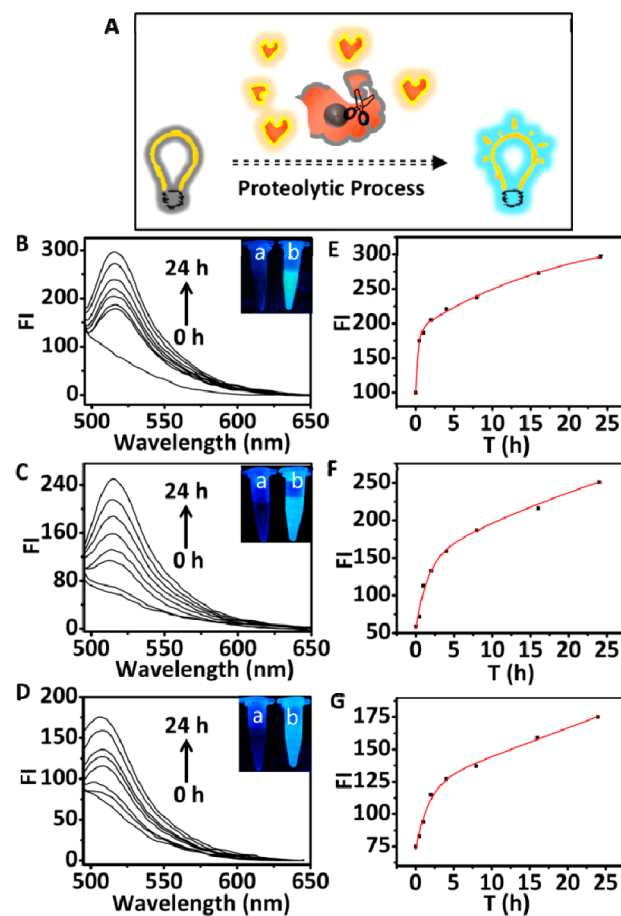 A
Proteolytic Process
B
300
200
100
0
FI
24 h
0 h
a b
500 550 600 650
Wavelength (nm)
E
300
250
200
150
100
FI
0 5 10 15 20 25
T (h)
C
240
160
80
0
FI
24 h
0 h
a b
500 550 600 650
Wavelength (nm)
F
250
200
150
100
50
FI
0 5 10 15 20 25
T (h)
D
200
150
100
50
0
FI
24 h
0 h
a b
500 550 600 650
Wavelength (nm)
G
175
150
125
100
75
FI
0 5 10 15 20 25
T (h)